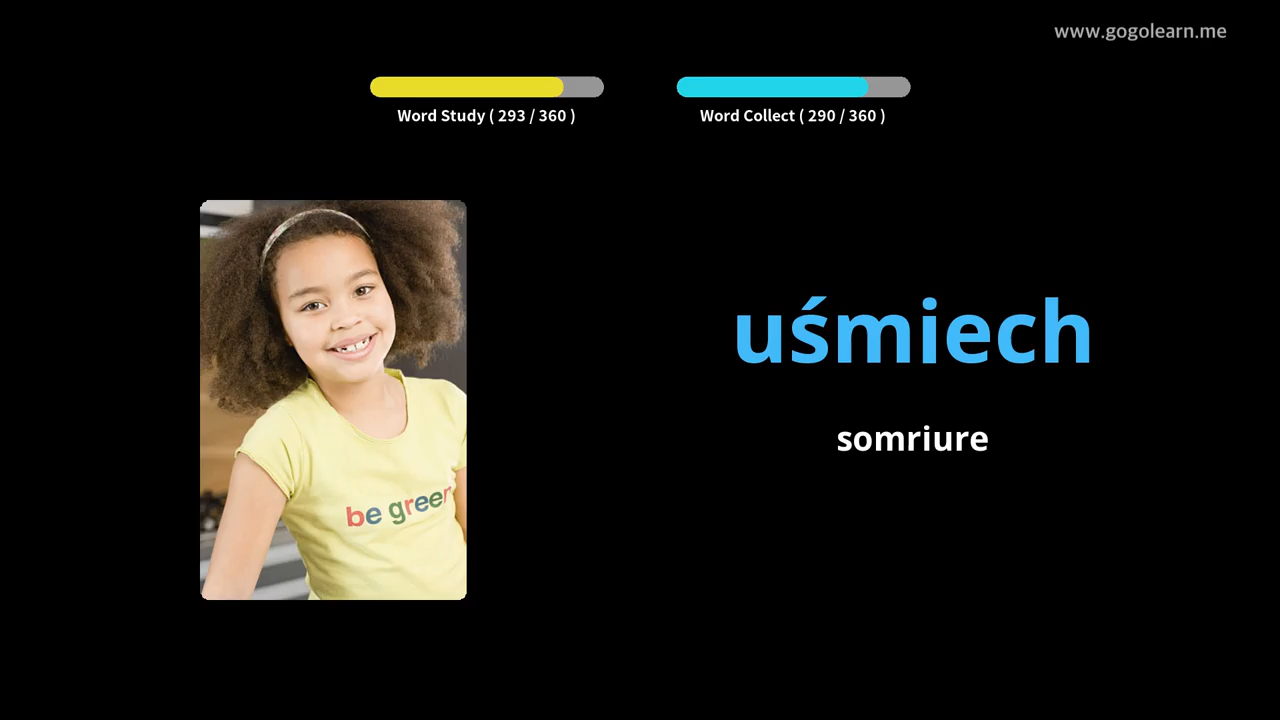 www.gogolearn.me
Word Study ( 293 / 360 )
Word Collect ( 290 / 360 )
uśmiech
somriure
be green